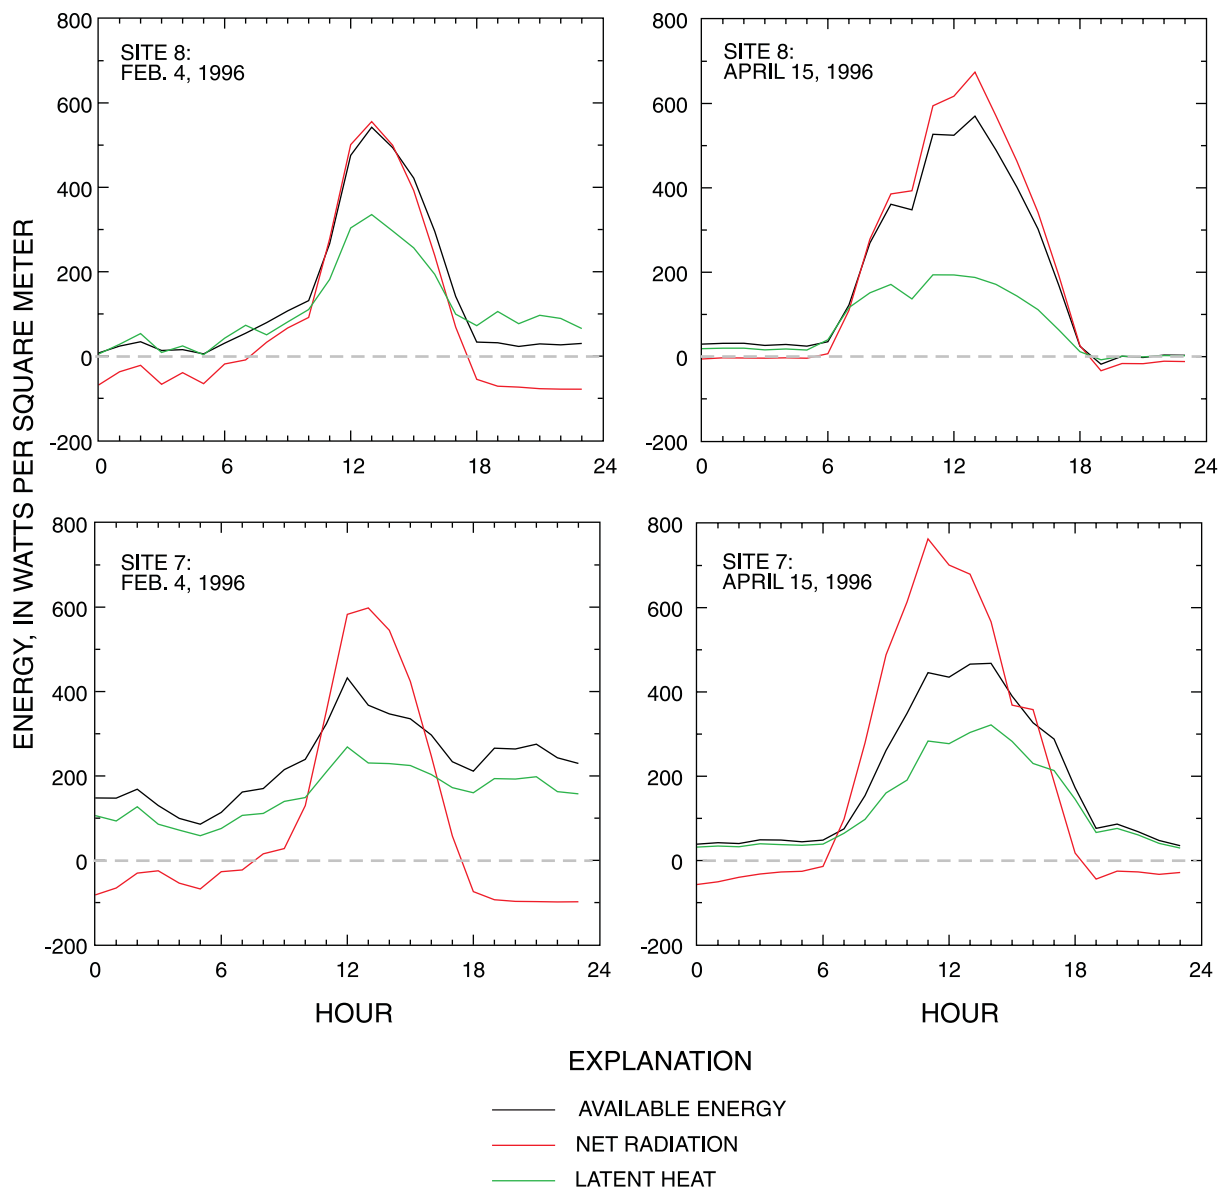 ENERGY, IN WATTS PER SQUARE METER
800
600
400
200
0
-200
SITE 8:
FEB. 4, 1996
0 6 12 18 24
800
600
400
200
0
-200
SITE 8:
APRIL 15, 1996
0 6 12 18 24
800
600
400
200
0
-200
SITE 7:
FEB. 4, 1996
0 6 12 18 24
HOUR
800
600
400
200
0
-200
SITE 7:
APRIL 15, 1996
0 6 12 18 24
HOUR
EXPLANATION
AVAILABLE ENERGY
NET RADIATION
LATENT HEAT